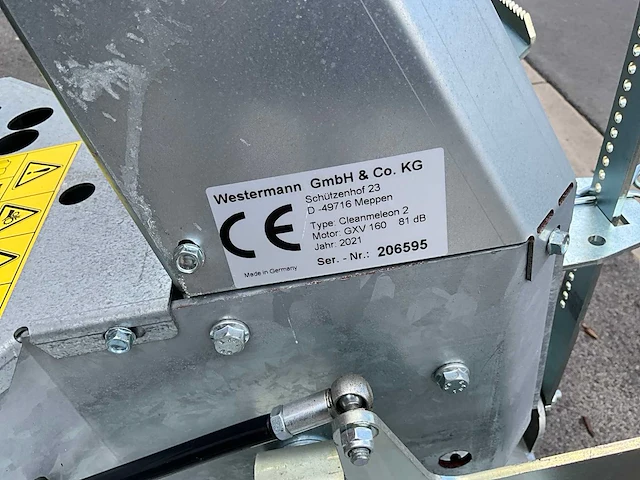 Westermann GmbH & Co. KG
Schützenhof 23
D -49716 Meppen
CE
Type: Cleanmeleon 2
Motor: GXV 160 81 dB
Jahr: 2021
Made in Germany
Ser. - Nr.: 206595